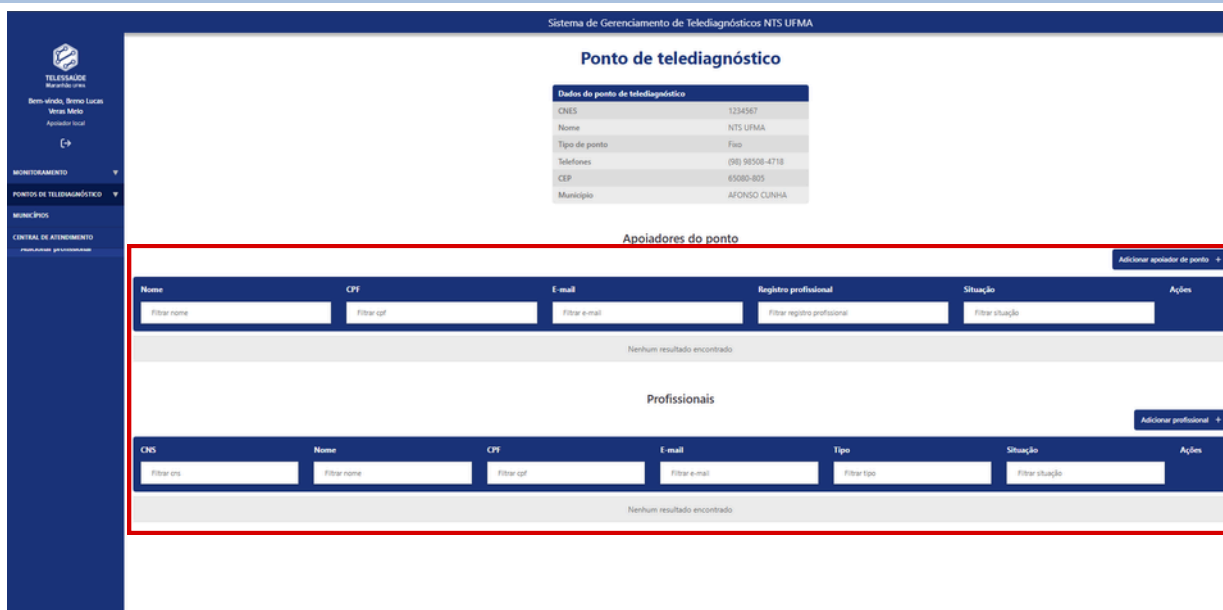 Sistema de Gerenciamento de Telediagnósticos NTS UFMA
TELESSAÚDE
Maranhão UFMA
Bem-vindo, Breno Lucas
Veras Melo
Apoiador local
MONITORAMENTO
PONTOS DE TELEDIAGNÓSTICO
MUNICÍPIOS
CENTRAL DE ATENDIMENTO
Adicionar profissional
Ponto de telediagnóstico
Dados do ponto de telediagnóstico
CNES 1234567
Nome NTS UFMA
Tipo de ponto Fixo
Telefones (98) 98508-4718
CEP 65080-805
Município AFONSO CUNHA
Apoiadores do ponto
Adicionar apoiador de ponto +
Nome CPF E-mail Registro profissional Situação Ações
Filtrar nome Filtrar cpf Filtrar e-mail Filtrar registro profissional Filtrar situação
Nenhum resultado encontrado
Profissionais
Adicionar profissional +
CNS Nome CPF E-mail Tipo Situação Ações
Filtrar cns Filtrar nome Filtrar cpf Filtrar e-mail Filtrar tipo Filtrar situação
Nenhum resultado encontrado